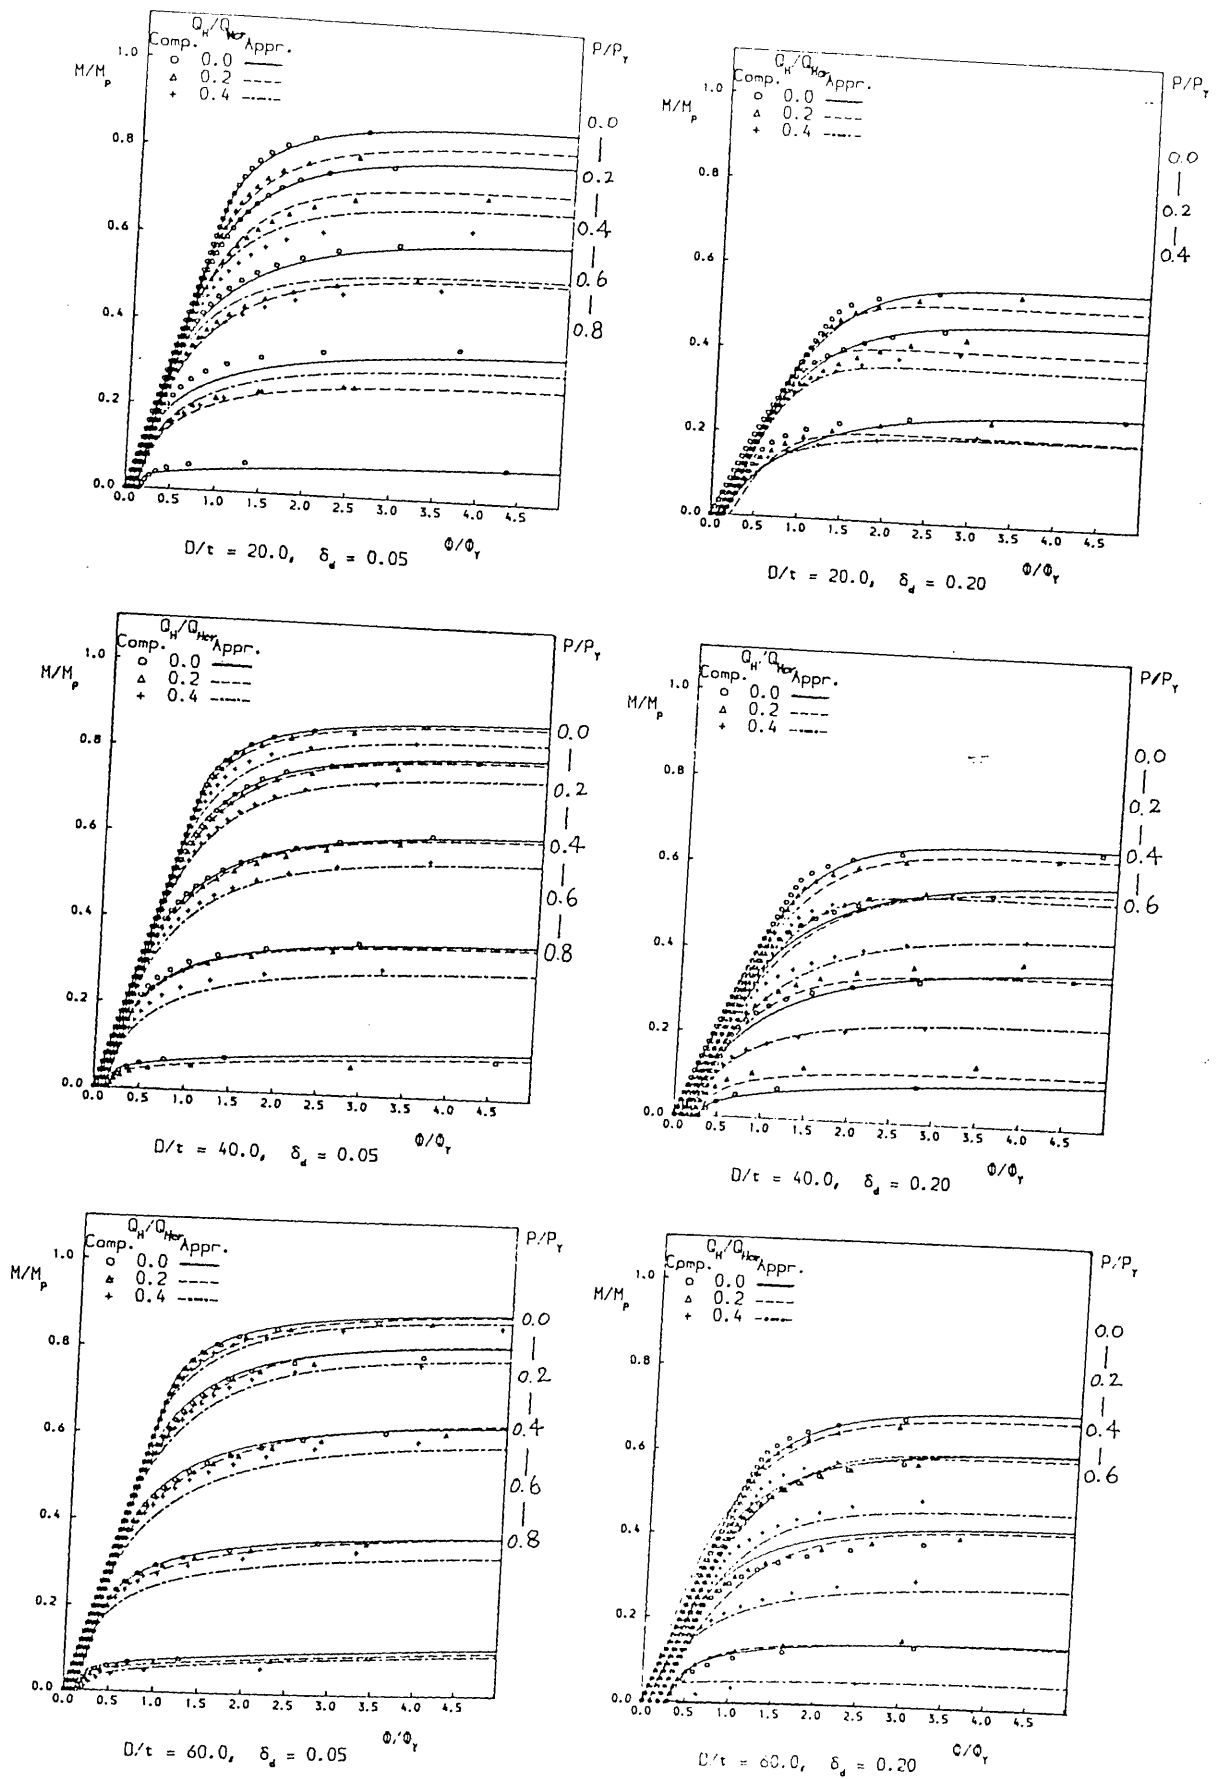 Q_H/Q_Hcr
Comp. Appr.
P/P_Y
1.0
M/M_p
○ 0.0
△ 0.2
+ 0.4
0.8
0.6
0.4
0.2
0.0
0.0
0.2
0.4
0.6
0.8
0.0 0.5 1.0 1.5 2.0 2.5 3.0 3.5 4.0 4.5
D/t = 20.0, δ_d = 0.05 Φ/Φ_Y
Q_H/Q_Hcr
Comp. Appr.
P/P_Y
1.0
M/M_p
○ 0.0
△ 0.2
+ 0.4
0.8
0.6
0.4
0.2
0.0
0.0
0.2
0.4
0.0 0.5 1.0 1.5 2.0 2.5 3.0 3.5 4.0 4.5
D/t = 20.0, δ_d = 0.20 Φ/Φ_Y
Q_H/Q_Hcr
Comp. Appr.
P/P_Y
1.0
M/M_p
○ 0.0
△ 0.2
+ 0.4
0.8
0.6
0.4
0.2
0.0
0.0
0.2
0.4
0.6
0.8
0.0 0.5 1.0 1.5 2.0 2.5 3.0 3.5 4.0 4.5
D/t = 40.0, δ_d = 0.05 Φ/Φ_Y
Q_H/Q_Hcr
Comp. Appr.
P/P_Y
1.0
M/M_p
○ 0.0
△ 0.2
+ 0.4
0.8
0.6
0.4
0.2
0.0
0.0
0.2
0.4
0.6
0.0 0.5 1.0 1.5 2.0 2.5 3.0 3.5 4.0 4.5
D/t = 40.0, δ_d = 0.20 Φ/Φ_Y
Q_H/Q_Hcr
Comp. Appr.
P/P_Y
1.0
M/M_p
○ 0.0
△ 0.2
+ 0.4
0.8
0.6
0.4
0.2
0.0
0.0
0.2
0.4
0.6
0.8
0.0 0.5 1.0 1.5 2.0 2.5 3.0 3.5 4.0 4.5
D/t = 60.0, δ_d = 0.05 Φ/Φ_Y
Q_H/Q_Hcr
Comp. Appr.
P/P_Y
1.0
M/M_p
○ 0.0
△ 0.2
+ 0.4
0.8
0.6
0.4
0.2
0.0
0.0
0.2
0.4
0.6
0.0 0.5 1.0 1.5 2.0 2.5 3.0 3.5 4.0 4.5
D/t = 60.0, δ_d = 0.20 Φ/Φ_Y